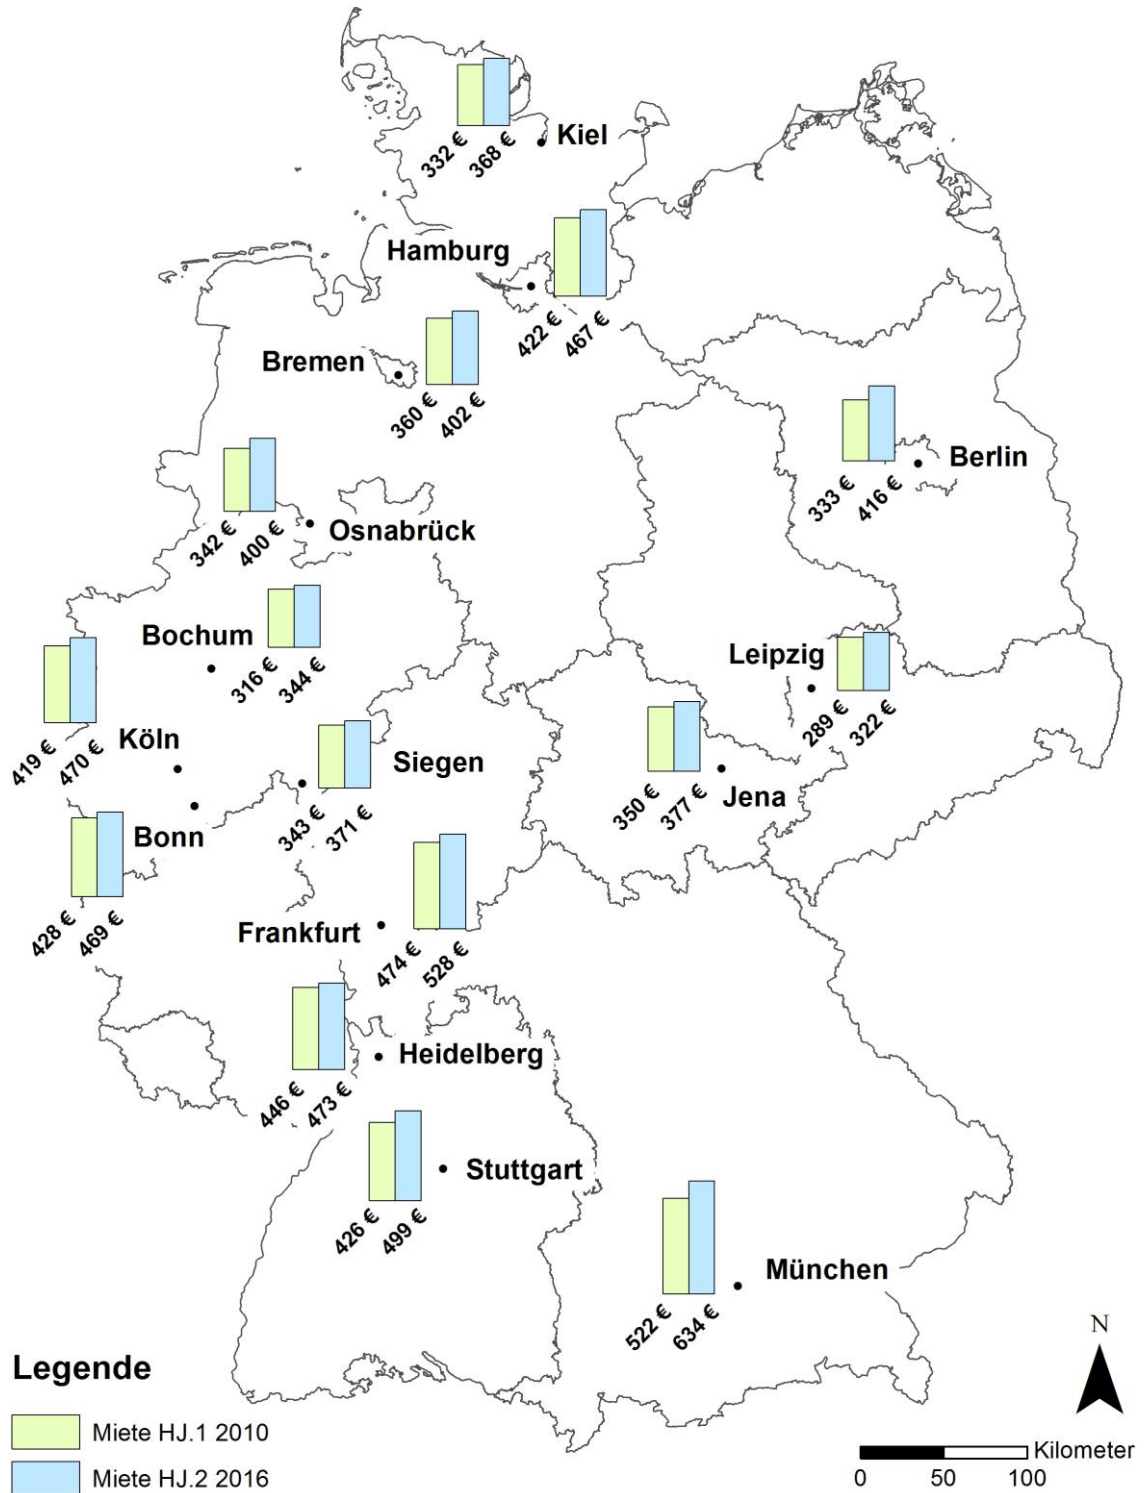 332 €
368 €
Kiel
Hamburg
422 €
467 €
Bremen
360 €
402 €
333 €
416 €
Berlin
342 €
400 €
Osnabrück
Bochum
316 €
344 €
Leipzig
289 €
322 €
419 €
470 €
Köln
343 €
371 €
Siegen
350 €
377 €
Jena
Bonn
428 €
469 €
Frankfurt
474 €
528 €
Heidelberg
446 €
473 €
Stuttgart
426 €
499 €
München
522 €
634 €
N
Legende
Miete HJ.1 2010
Miete HJ.2 2016
Kilometer
0 50 100